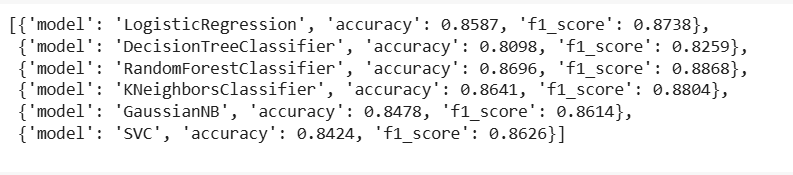 [{'model': 'LogisticRegression', 'accuracy': 0.8587, 'f1_score': 0.8738},
{'model': 'DecisionTreeClassifier', 'accuracy': 0.8098, 'f1_score': 0.8259},
{'model': 'RandomForestClassifier', 'accuracy': 0.8696, 'f1_score': 0.8868},
{'model': 'KNeighborsClassifier', 'accuracy': 0.8641, 'f1_score': 0.8804},
{'model': 'GaussianNB', 'accuracy': 0.8478, 'f1_score': 0.8614},
{'model': 'SVC', 'accuracy': 0.8424, 'f1_score': 0.8626}]